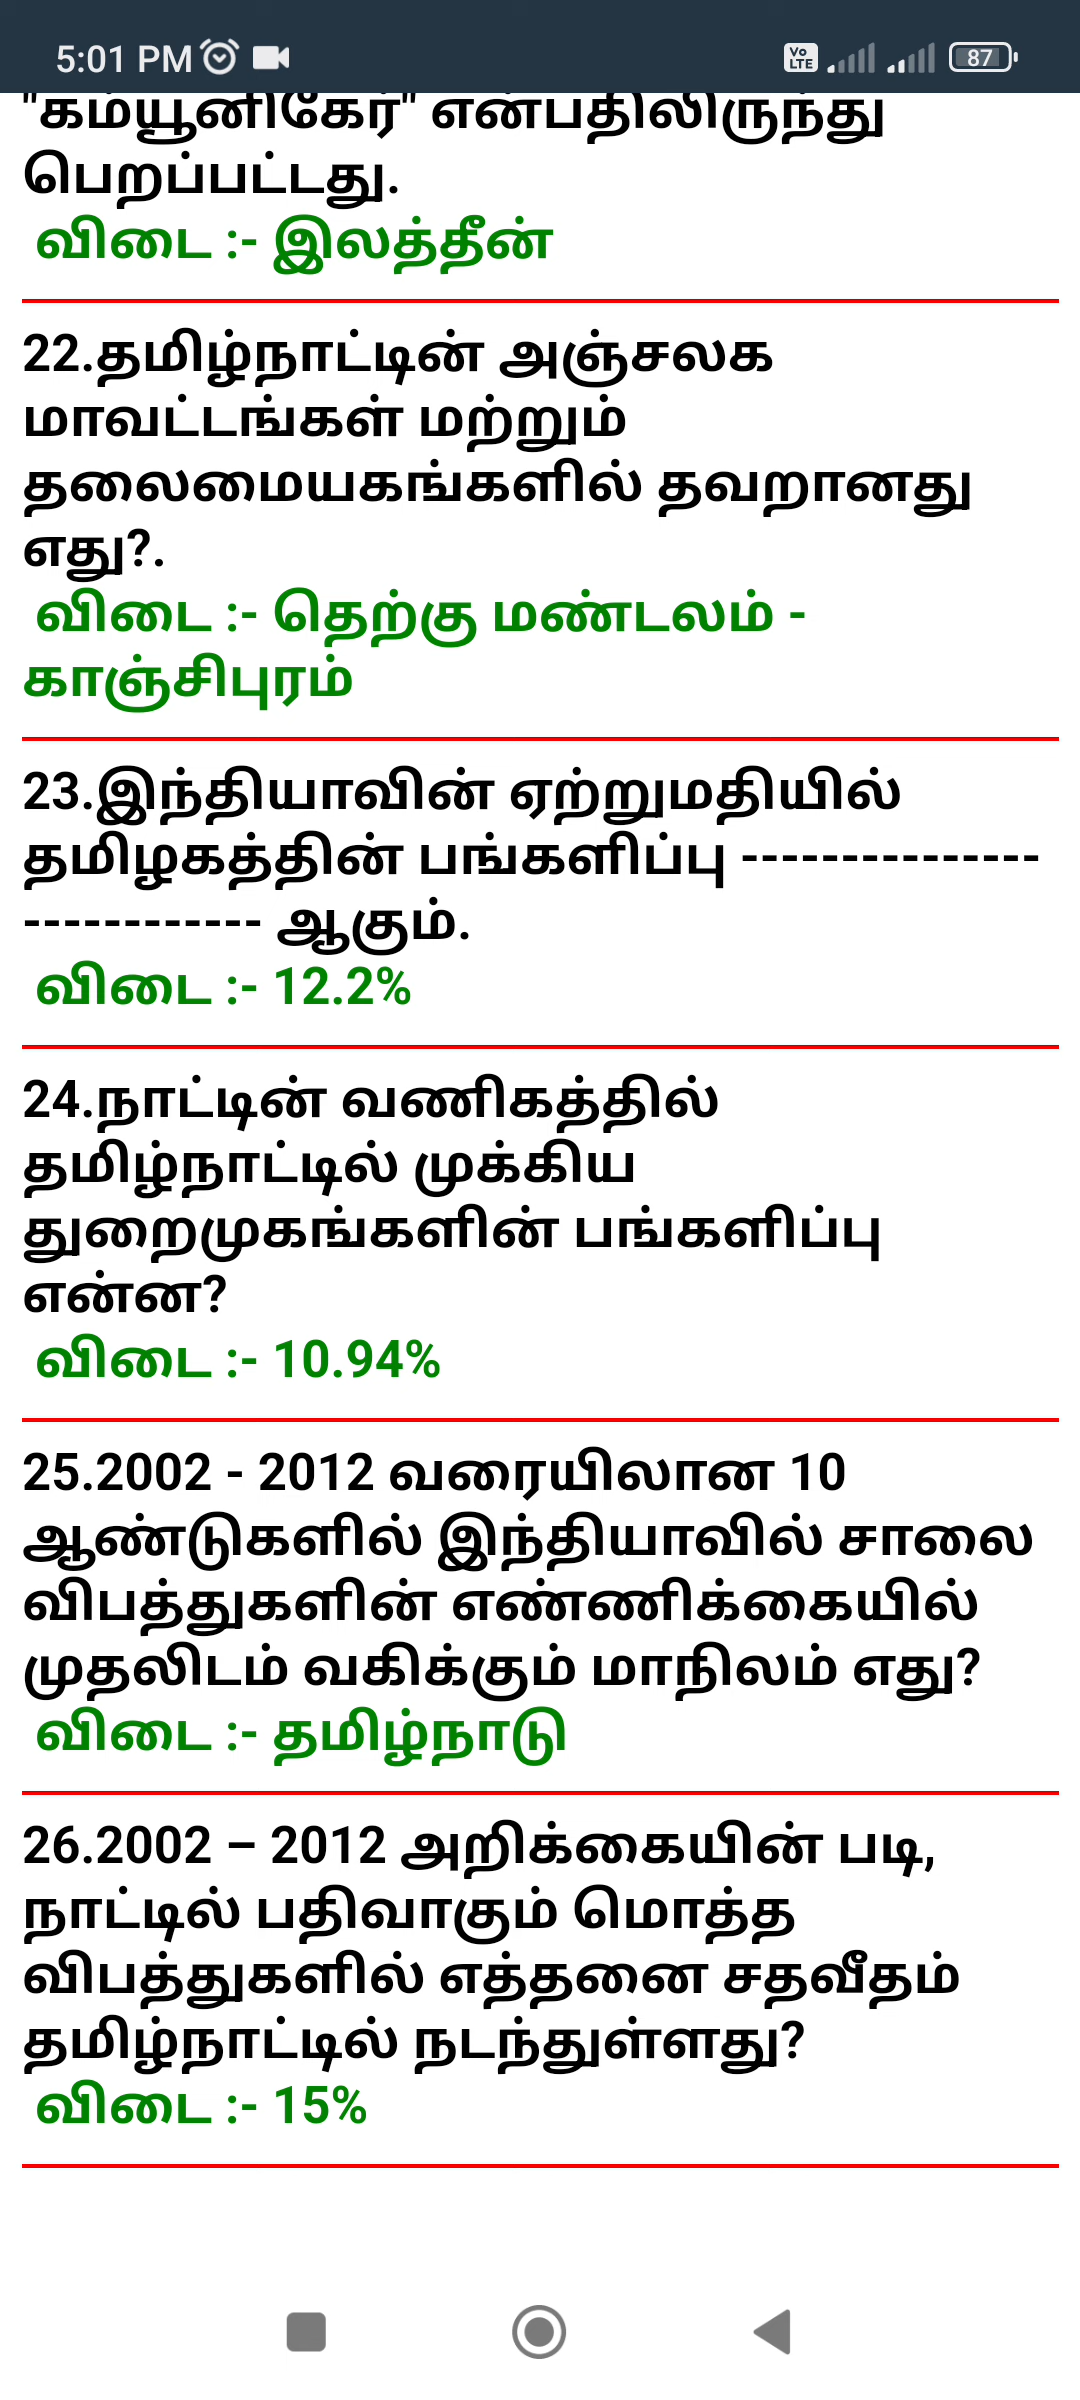 5:01 PM
Vo LTE
87
"கம்யூனிகேர்" என்பதிலிருந்து
பெறப்பட்டது.
விடை :- இலத்தீன்
22.தமிழ்நாட்டின் அஞ்சலக
மாவட்டங்கள் மற்றும்
தலைமையகங்களில் தவறானது
எது?.
விடை :- தெற்கு மண்டலம் -
காஞ்சிபுரம்
23.இந்தியாவின் ஏற்றுமதியில்
தமிழகத்தின் பங்களிப்பு ---------------
------------ ஆகும்.
விடை :- 12.2%
24.நாட்டின் வணிகத்தில்
தமிழ்நாட்டில் முக்கிய
துறைமுகங்களின் பங்களிப்பு
என்ன?
விடை :- 10.94%
25.2002 - 2012 வரையிலான 10
ஆண்டுகளில் இந்தியாவில் சாலை
விபத்துகளின் எண்ணிக்கையில்
முதலிடம் வகிக்கும் மாநிலம் எது?
விடை :- தமிழ்நாடு
26.2002 – 2012 அறிக்கையின் படி,
நாட்டில் பதிவாகும் மொத்த
விபத்துகளில் எத்தனை சதவீதம்
தமிழ்நாட்டில் நடந்துள்ளது?
விடை :- 15%